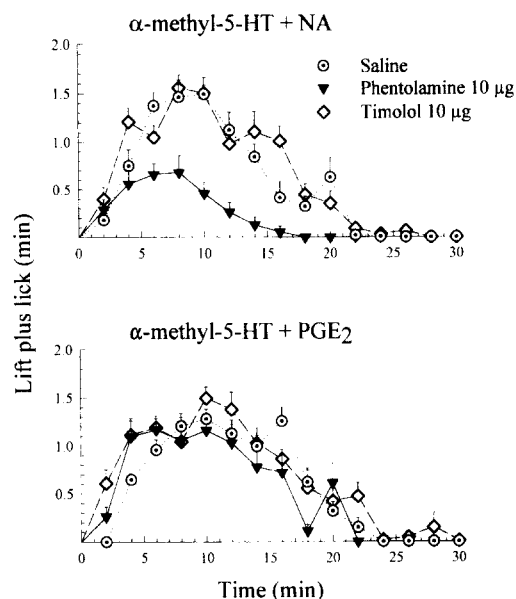 α-methyl-5-HT + NA
2.0
1.5
1.0
0.5
0 5 10 15 20 25 30
Saline
Phentolamine 10 μg
Timolol 10 μg
Lift plus lick (min)
α-methyl-5-HT + PGE2
2.0
1.5
1.0
0.5
0 5 10 15 20 25 30
Time (min)